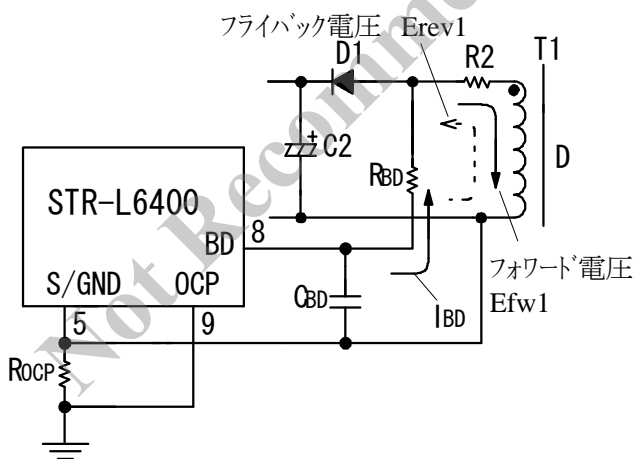 フライバック電圧 Erev1
D1
R2
T1
C2
RBD
D
STR-L6400
BD
8
S/GND
OCP
5
9
CBD
IBD
フォワード電圧
Efw1
ROCP
Not Recomme